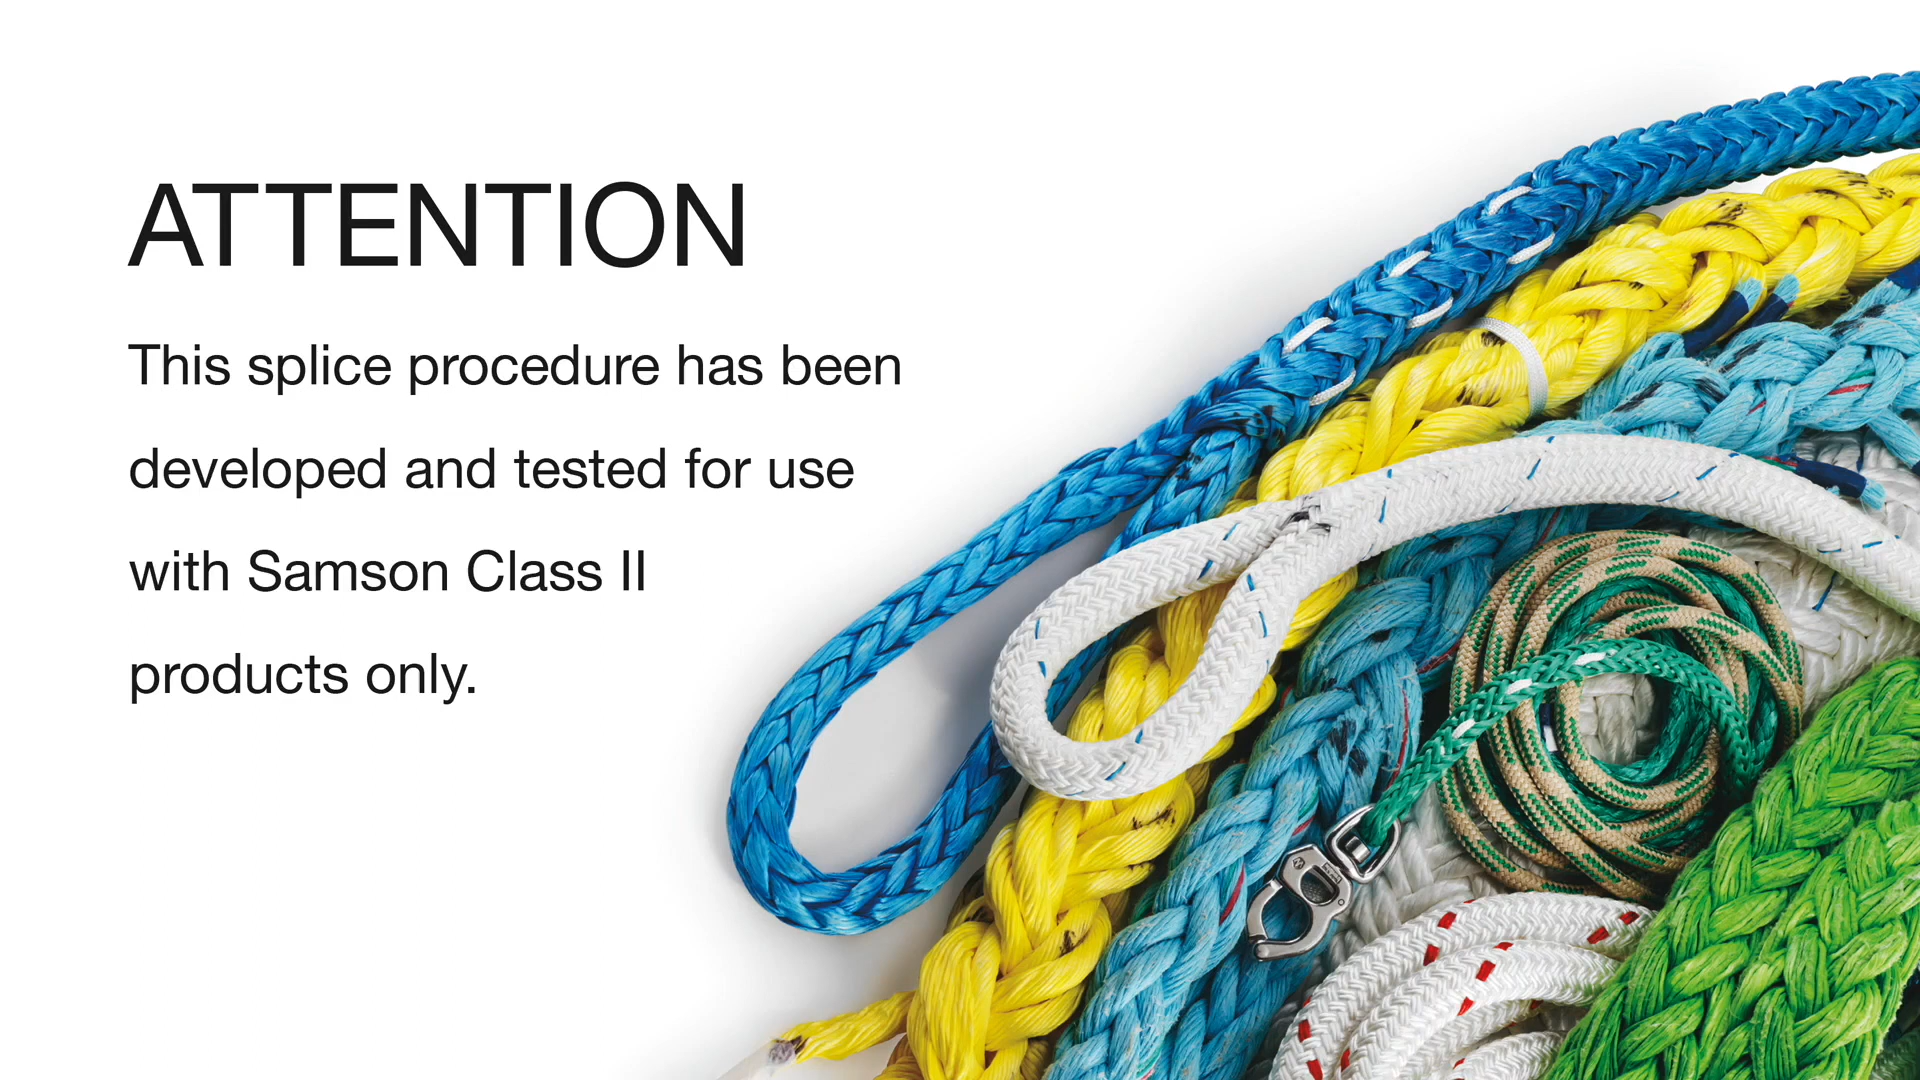 ATTENTION
This splice procedure has been
developed and tested for use
with Samson Class II
products only.